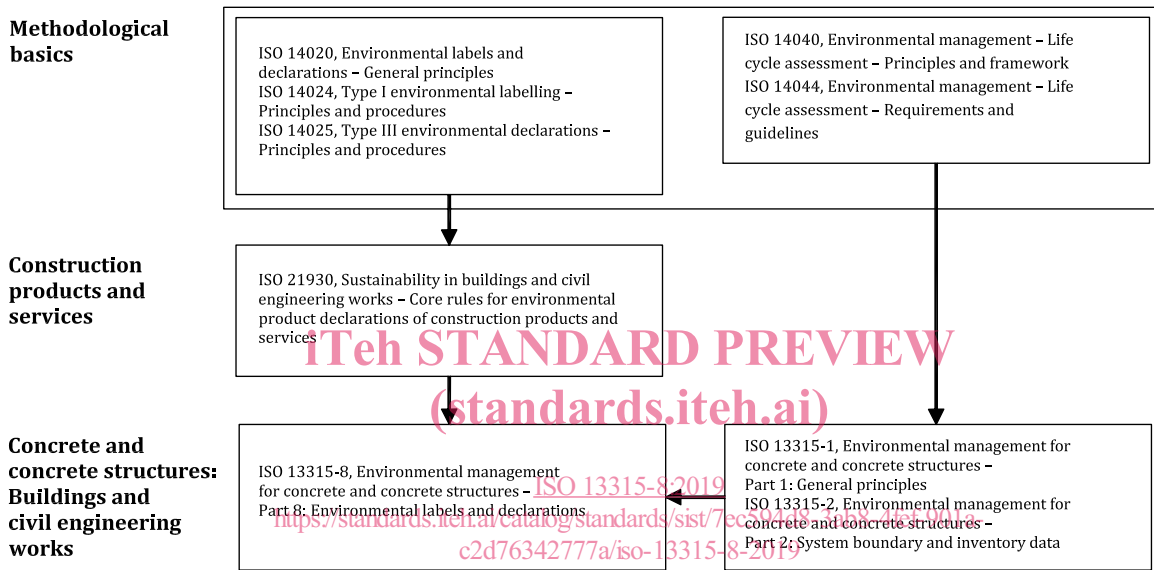 Methodological
basics
ISO 14020, Environmental labels and
declarations – General principles
ISO 14024, Type I environmental labelling –
Principles and procedures
ISO 14025, Type III environmental declarations –
Principles and procedures
ISO 14040, Environmental management – Life
cycle assessment – Principles and framework
ISO 14044, Environmental management – Life
cycle assessment – Requirements and
guidelines
Construction
products and
services
ISO 21930, Sustainability in buildings and civil
engineering works – Core rules for environmental
product declarations of construction products and
services
iTeh STANDARD PREVIEW
(standards.iteh.ai)
Concrete and
concrete structures:
Buildings and
civil engineering
works
ISO 13315-8, Environmental management
for concrete and concrete structures –
Part 8: Environmental labels and declarations
ISO 13315-1, Environmental management for
concrete and concrete structures –
Part 1: General principles
ISO 13315-2, Environmental management for
concrete and concrete structures –
Part 2: System boundary and inventory data
ISO 13315-8:2019
https://standards.iteh.ai/catalog/standards/sist/7ec594d8-3ab8-4fef-901a-
c2d76342777a/iso-13315-8-2019